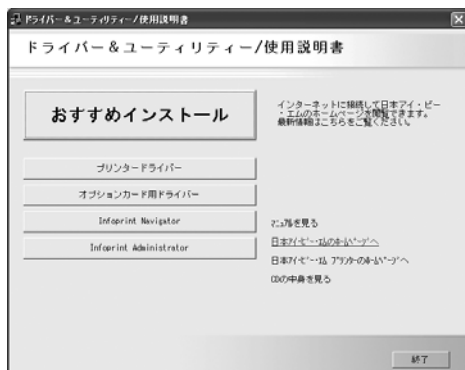 ドライバー&ユーティリティー/使用説明書
ドライバー&ユーティリティー/使用説明書
おすすめインストール
インターネットに接続して日本アイ・ビー
・エムのホームページを閲覧できます。
最新情報はこちらをご覧ください。
プリンタードライバー
オプションカード用ドライバー
Infoprint Navigator
Infoprint Administrator
マニュアルを見る
日本アイ・ビー・エムのホームページへ
日本アイ・ビー・エム プリンターのホームページへ
CDの中身を見る
終了